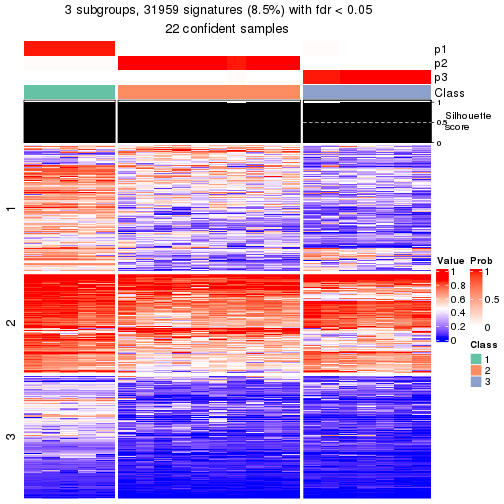 3 subgroups, 31959 signatures (8.5%) with fdr < 0.05
22 confident samples
p1
p2
p3
Class
1
0.5
0
Silhouette
score
1
2
3
Value
1
0.8
0.6
0.4
0.2
0
Prob
1
0.5
0
Class
1
2
3